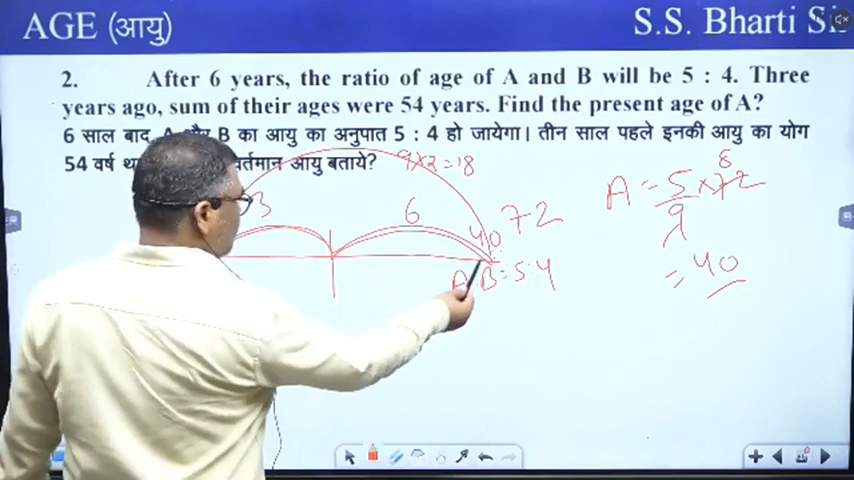 AGE (आयु)
S.S. Bharti Si
2. After 6 years, the ratio of age of A and B will be 5 : 4. Three
years ago, sum of their ages were 54 years. Find the present age of A?
6 साल बाद A और B का आयु का अनुपात 5 : 4 हो जायेगा। तीन साल पहले इनकी आयु का योग
54 वर्ष था वर्तमान आयु बताये?
9×2=18
3
6
40
72
A:B=5:4
A = 5/9 × 72
8
= 40